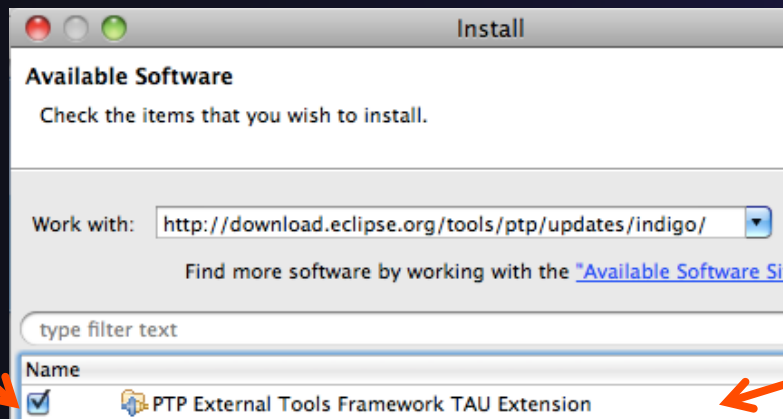 Install
Available Software
Check the items that you wish to install.
Work with: http://download.eclipse.org/tools/ptp/updates/indigo/
Find more software by working with the "Available Software Si
type filter text
Name
PTP External Tools Framework TAU Extension